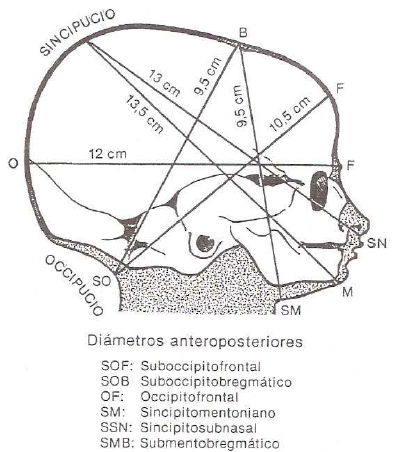 SINCIPUCIO
B
F
13 cm
9,5 cm
13,5 cm
9,5 cm
10,5 cm
12 cm
O
F
SN
OCCIPUCIO
SO
M
SM
Diámetros anteroposteriores
SOF: Suboccipitofrontal
SOB Suboccipitobregmático
OF: Occipitofrontal
SM: Sincipitomentoniano
SSN: Sincipitosubnasal
SMB: Submentobregmático